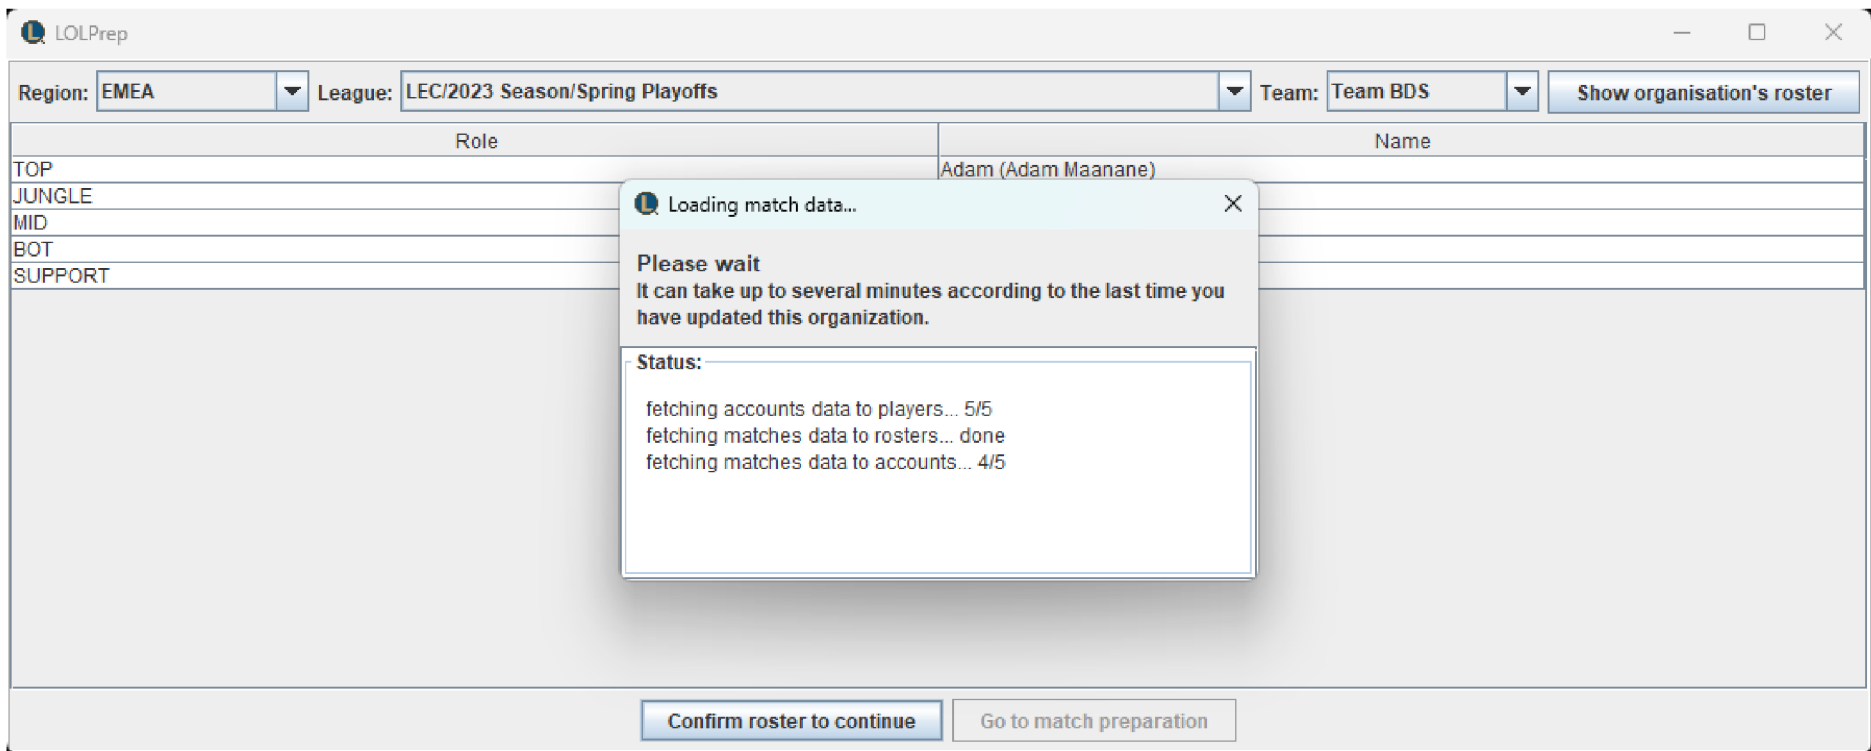 LOLPrep
Region: EMEA League: LEC/2023 Season/Spring Playoffs Team: Team BDS Show organisation's roster
Role Name
TOP Adam (Adam Maanane)
JUNGLE
MID
BOT
SUPPORT
Loading match data...
Please wait
It can take up to several minutes according to the last time you
have updated this organization.
Status:
fetching accounts data to players... 5/5
fetching matches data to rosters... done
fetching matches data to accounts... 4/5
Confirm roster to continue Go to match preparation